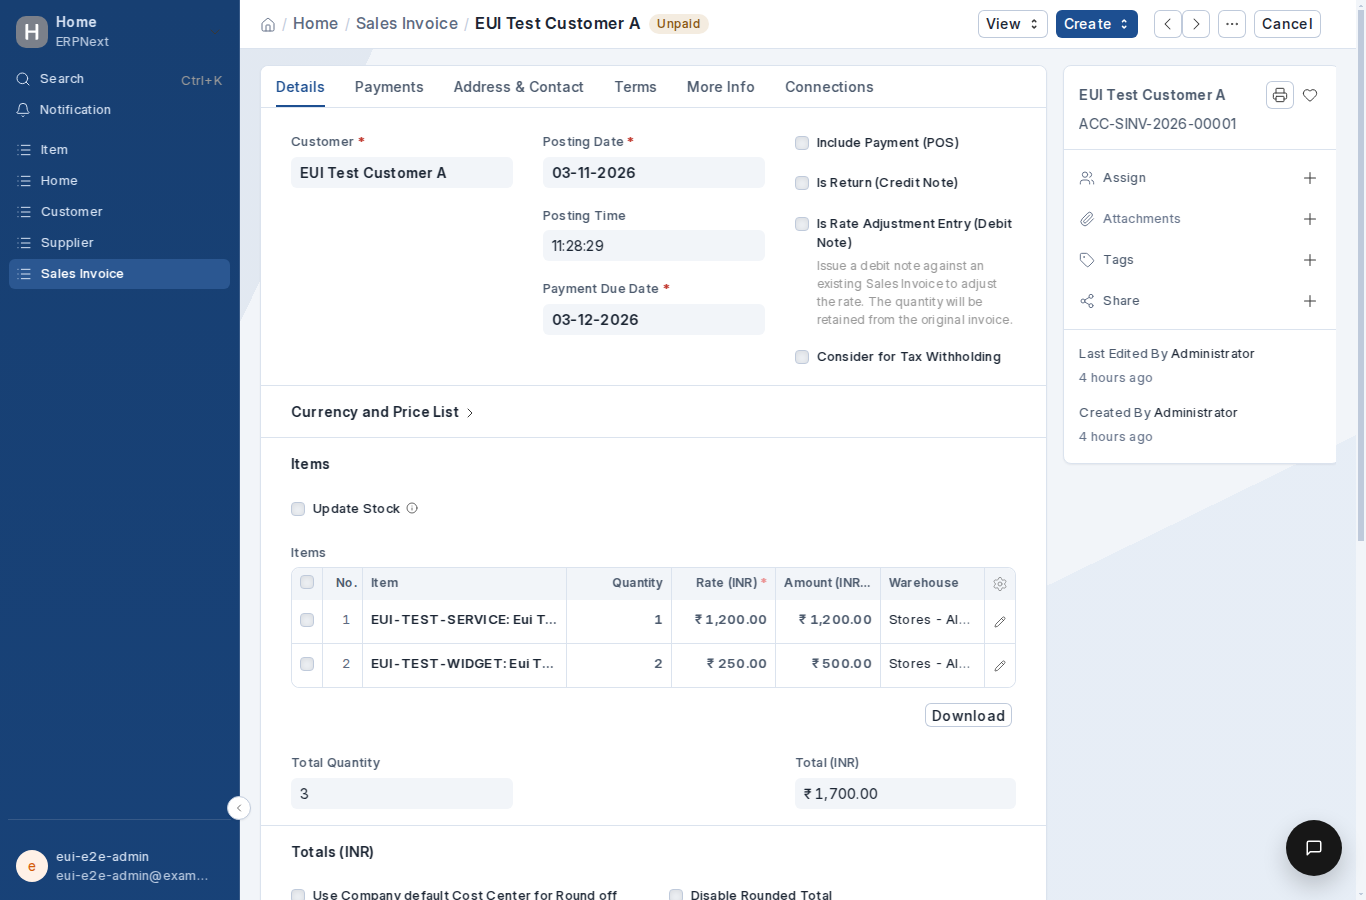 H
Home
ERPNext
Search
Ctrl+K
Notification
Item
Home
Customer
Supplier
Sales Invoice
e
eui-e2e-admin
eui-e2e-admin@exam...
/ Home / Sales Invoice / EUI Test Customer A Unpaid
View
Create
...
Cancel
Details Payments Address & Contact Terms More Info Connections
Customer *
EUI Test Customer A
Posting Date *
03-11-2026
Posting Time
11:28:29
Payment Due Date *
03-12-2026
Include Payment (POS)
Is Return (Credit Note)
Is Rate Adjustment Entry (Debit
Note)
Issue a debit note against an
existing Sales Invoice to adjust
the rate. The quantity will be
retained from the original invoice.
Consider for Tax Withholding
Currency and Price List
Items
Update Stock
Items
No. Item Quantity Rate (INR) * Amount (INR... Warehouse
1 EUI-TEST-SERVICE: Eui T... 1 ₹ 1,200.00 ₹ 1,200.00 Stores - AI...
2 EUI-TEST-WIDGET: Eui T... 2 ₹ 250.00 ₹ 500.00 Stores - AI...
Download
Total Quantity
3
Total (INR)
₹ 1,700.00
Totals (INR)
Use Company default Cost Center for Round off
Disable Rounded Total
EUI Test Customer A
ACC-SINV-2026-00001
Assign
Attachments
Tags
Share
Last Edited By Administrator
4 hours ago
Created By Administrator
4 hours ago